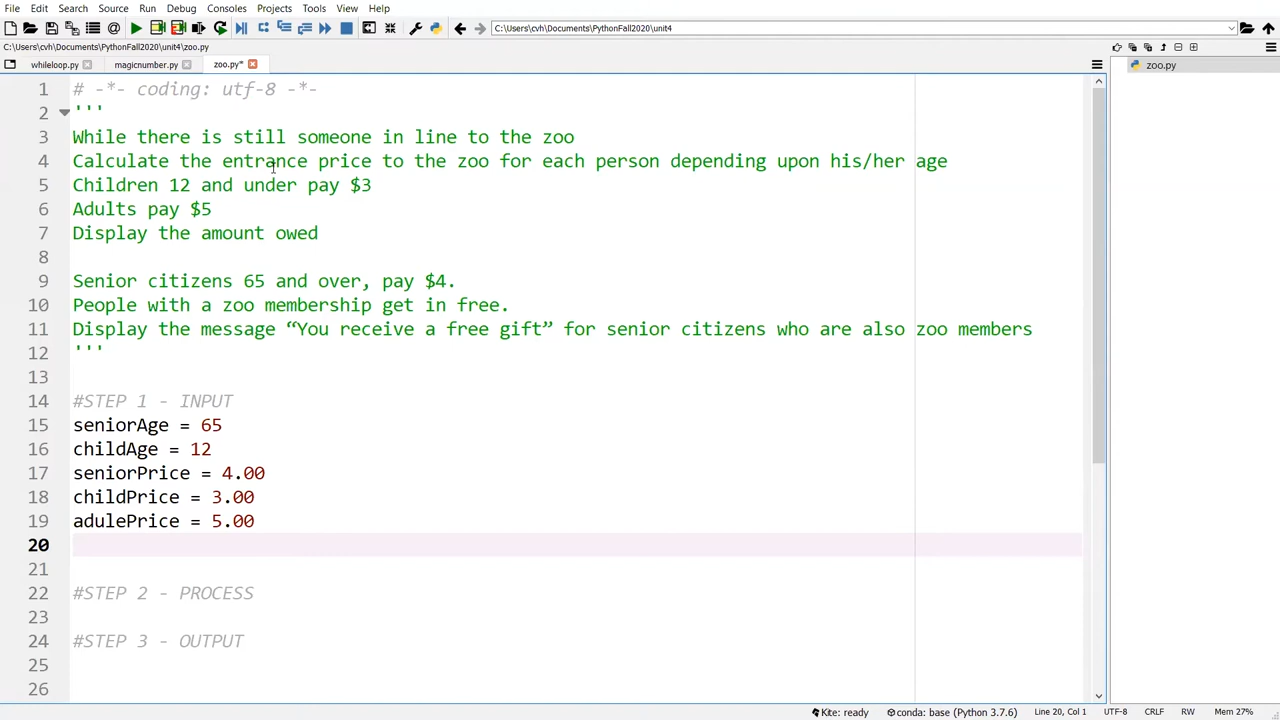 File Edit Search Source Run Debug Consoles Projects Tools View Help
C:\Users\cvh\Documents\PythonFall2020\unit4
C:\Users\cvh\Documents\PythonFall2020\unit4\zoo.py
whileloop.py magicnumber.py zoo.py*
zoo.py
1 # -*- coding: utf-8 -*-
2 '''
3 While there is still someone in line to the zoo
4 Calculate the entrance price to the zoo for each person depending upon his/her age
5 Children 12 and under pay $3
6 Adults pay $5
7 Display the amount owed
8
9 Senior citizens 65 and over, pay $4.
10 People with a zoo membership get in free.
11 Display the message “You receive a free gift” for senior citizens who are also zoo members
12 '''
13
14 #STEP 1 - INPUT
15 seniorAge = 65
16 childAge = 12
17 seniorPrice = 4.00
18 childPrice = 3.00
19 adulePrice = 5.00
20
21
22 #STEP 2 - PROCESS
23
24 #STEP 3 - OUTPUT
25
26
Kite: ready conda: base (Python 3.7.6) Line 20, Col 1 UTF-8 CRLF RW Mem 27%